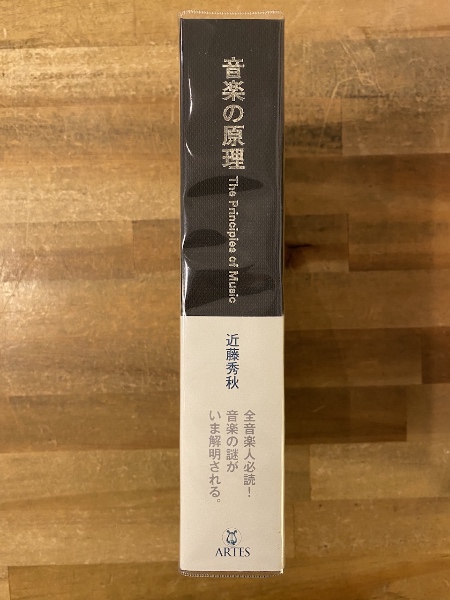 音楽の原理
The Principles of Music
近藤秀秋
全音楽人必読！
音楽の謎が
いま解明される。
ARTES